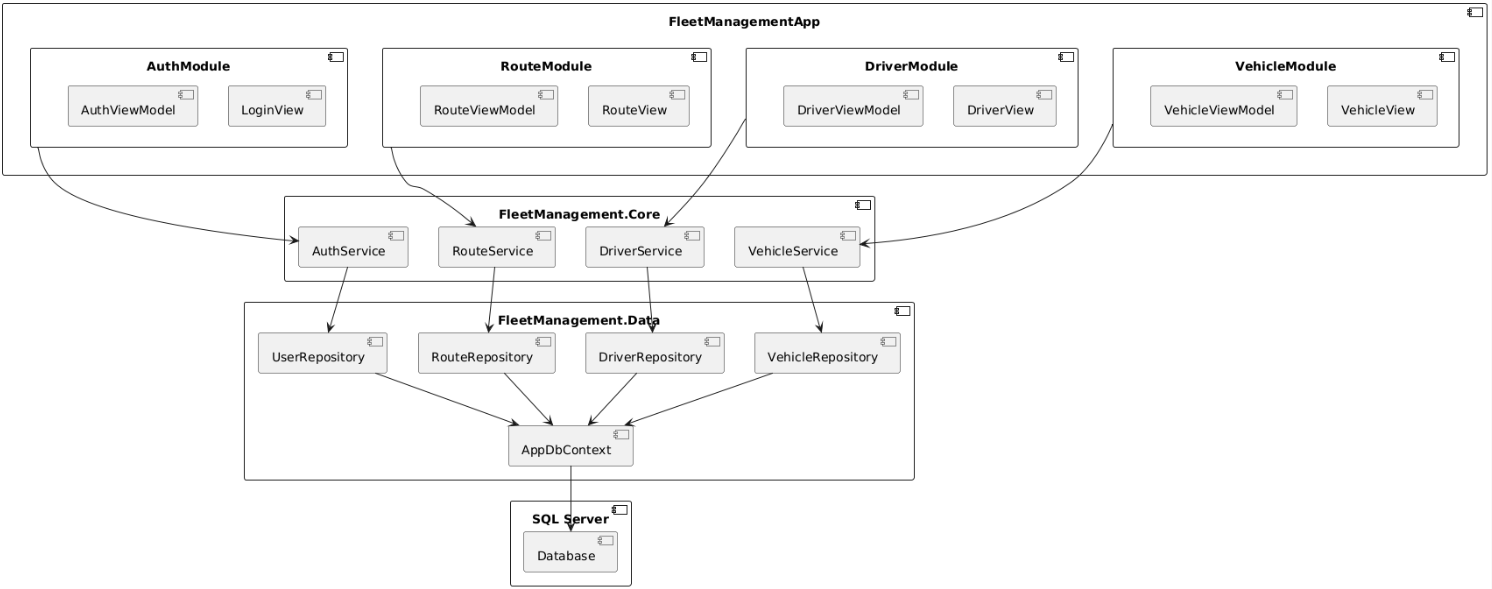 FleetManagementApp
AuthModule
RouteModule
DriverModule
VehicleModule
AuthViewModel
LoginView
RouteViewModel
RouteView
DriverViewModel
DriverView
VehicleViewModel
VehicleView
FleetManagement.Core
AuthService
RouteService
DriverService
VehicleService
FleetManagement.Data
UserRepository
RouteRepository
DriverRepository
VehicleRepository
AppDbContext
SQL Server
Database